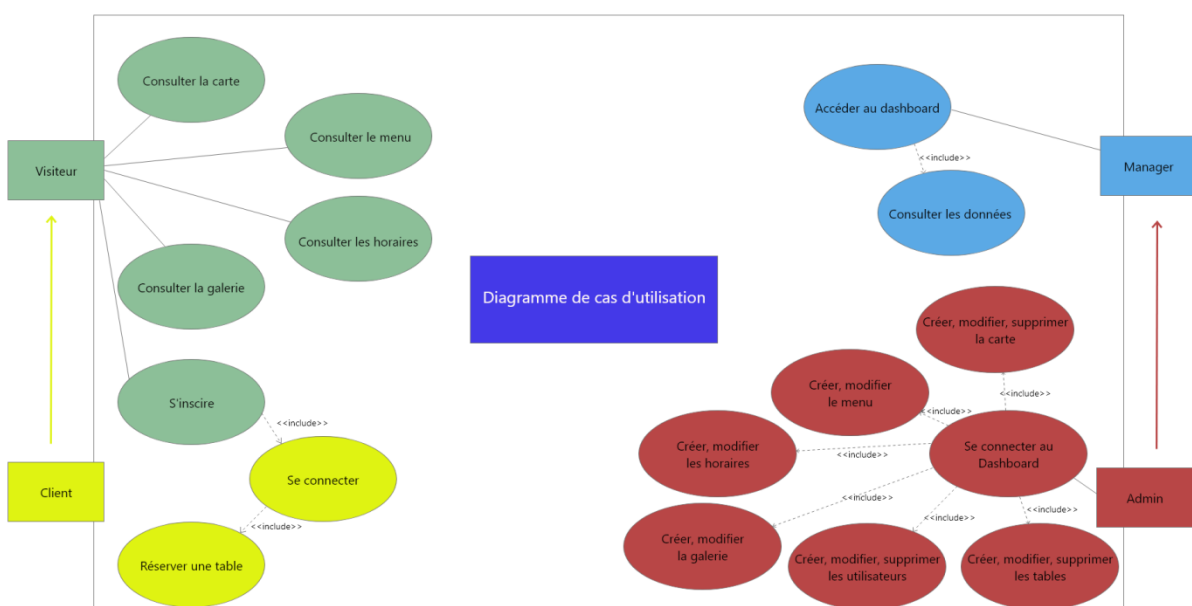 Consulter la carte
Consulter le menu
Visiteur
Consulter les horaires
Consulter la galerie
S'inscire
<<include>>
Se connecter
Client
<<include>>
Réserver une table
Diagramme de cas d'utilisation
Accéder au dashboard
<<include>>
Manager
Consulter les données
Créer, modifier, supprimer
la carte
<<include>>
Créer, modifier
le menu
<<include>>
Créer, modifier
les horaires
<<include>>
Se connecter au
Dashboard
Admin
<<include>>
Créer, modifier
la galerie
<<include>>
<<include>>
Créer, modifier, supprimer
les utilisateurs
Créer, modifier, supprimer
les tables